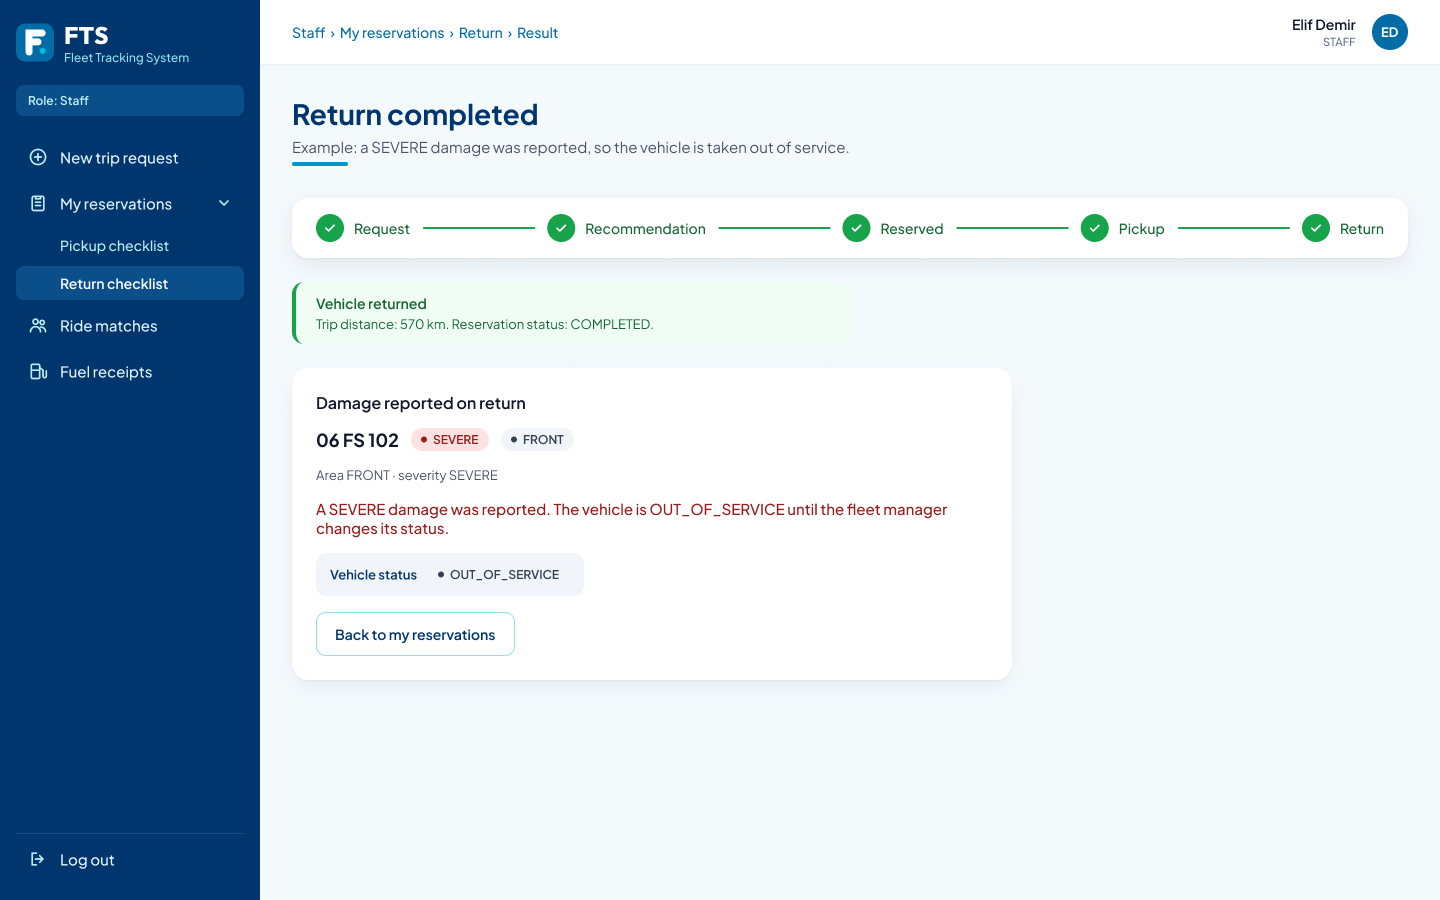 FTS
Fleet Tracking System
Role: Staff
New trip request
My reservations
Pickup checklist
Return checklist
Ride matches
Fuel receipts
Log out
Staff › My reservations › Return › Result
Elif Demir
STAFF
ED
Return completed
Example: a SEVERE damage was reported, so the vehicle is taken out of service.
Request
Recommendation
Reserved
Pickup
Return
Vehicle returned
Trip distance: 570 km. Reservation status: COMPLETED.
Damage reported on return
06 FS 102
SEVERE
FRONT
Area FRONT · severity SEVERE
A SEVERE damage was reported. The vehicle is OUT_OF_SERVICE until the fleet manager
changes its status.
Vehicle status
OUT_OF_SERVICE
Back to my reservations